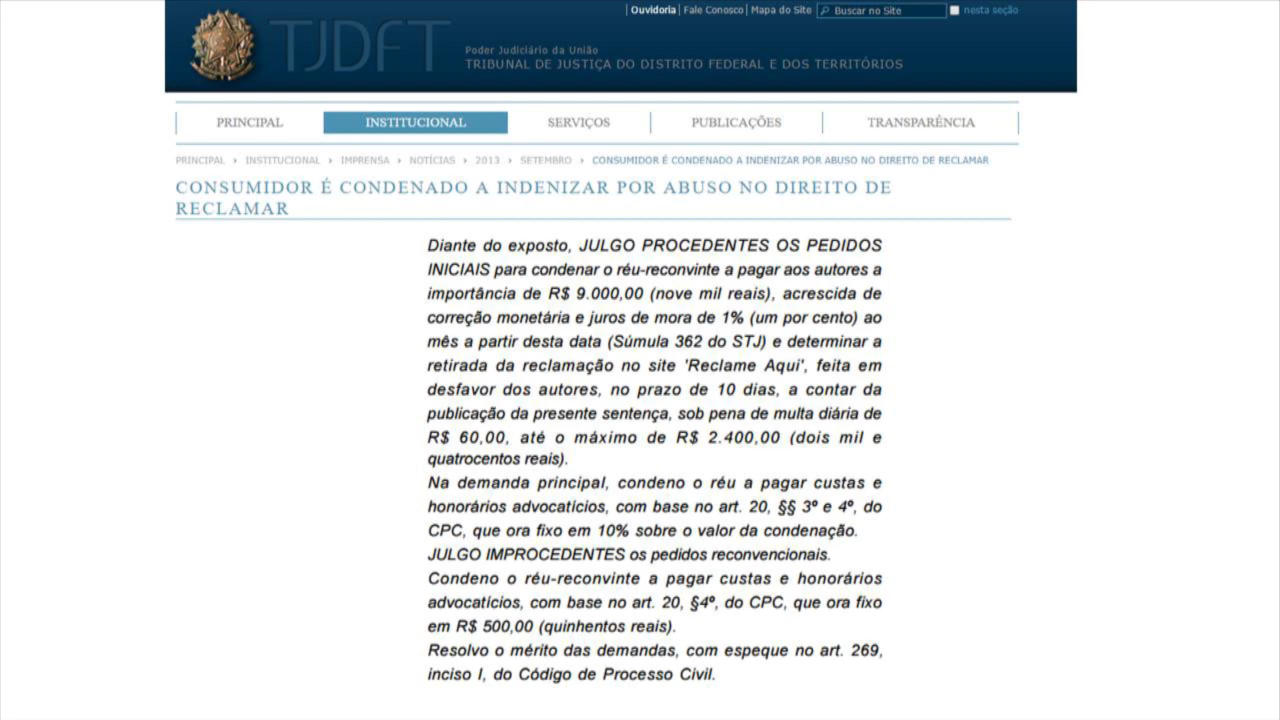 Ouvidoria | Fale Conosco | Mapa do Site Buscar no Site nesta seção
TJDFT
Poder Judiciário da União
TRIBUNAL DE JUSTIÇA DO DISTRITO FEDERAL E DOS TERRITÓRIOS
PRINCIPAL INSTITUCIONAL SERVIÇOS PUBLICAÇÕES TRANSPARÊNCIA
PRINCIPAL › INSTITUCIONAL › IMPRENSA › NOTÍCIAS › 2013 › SETEMBRO › CONSUMIDOR É CONDENADO A INDENIZAR POR ABUSO NO DIREITO DE RECLAMAR
CONSUMIDOR É CONDENADO A INDENIZAR POR ABUSO NO DIREITO DE
RECLAMAR
Diante do exposto, JULGO PROCEDENTES OS PEDIDOS
INICIAIS para condenar o réu-reconvinte a pagar aos autores a
importância de R$ 9.000,00 (nove mil reais), acrescida de
correção monetária e juros de mora de 1% (um por cento) ao
mês a partir desta data (Súmula 362 do STJ) e determinar a
retirada da reclamação no site 'Reclame Aqui', feita em
desfavor dos autores, no prazo de 10 dias, a contar da
publicação da presente sentença, sob pena de multa diária de
R$ 60,00, até o máximo de R$ 2.400,00 (dois mil e
quatrocentos reais).
Na demanda principal, condeno o réu a pagar custas e
honorários advocatícios, com base no art. 20, §§ 3º e 4º, do
CPC, que ora fixo em 10% sobre o valor da condenação.
JULGO IMPROCEDENTES os pedidos reconvencionais.
Condeno o réu-reconvinte a pagar custas e honorários
advocatícios, com base no art. 20, §4º, do CPC, que ora fixo
em R$ 500,00 (quinhentos reais).
Resolvo o mérito das demandas, com espeque no art. 269,
inciso I, do Código de Processo Civil.